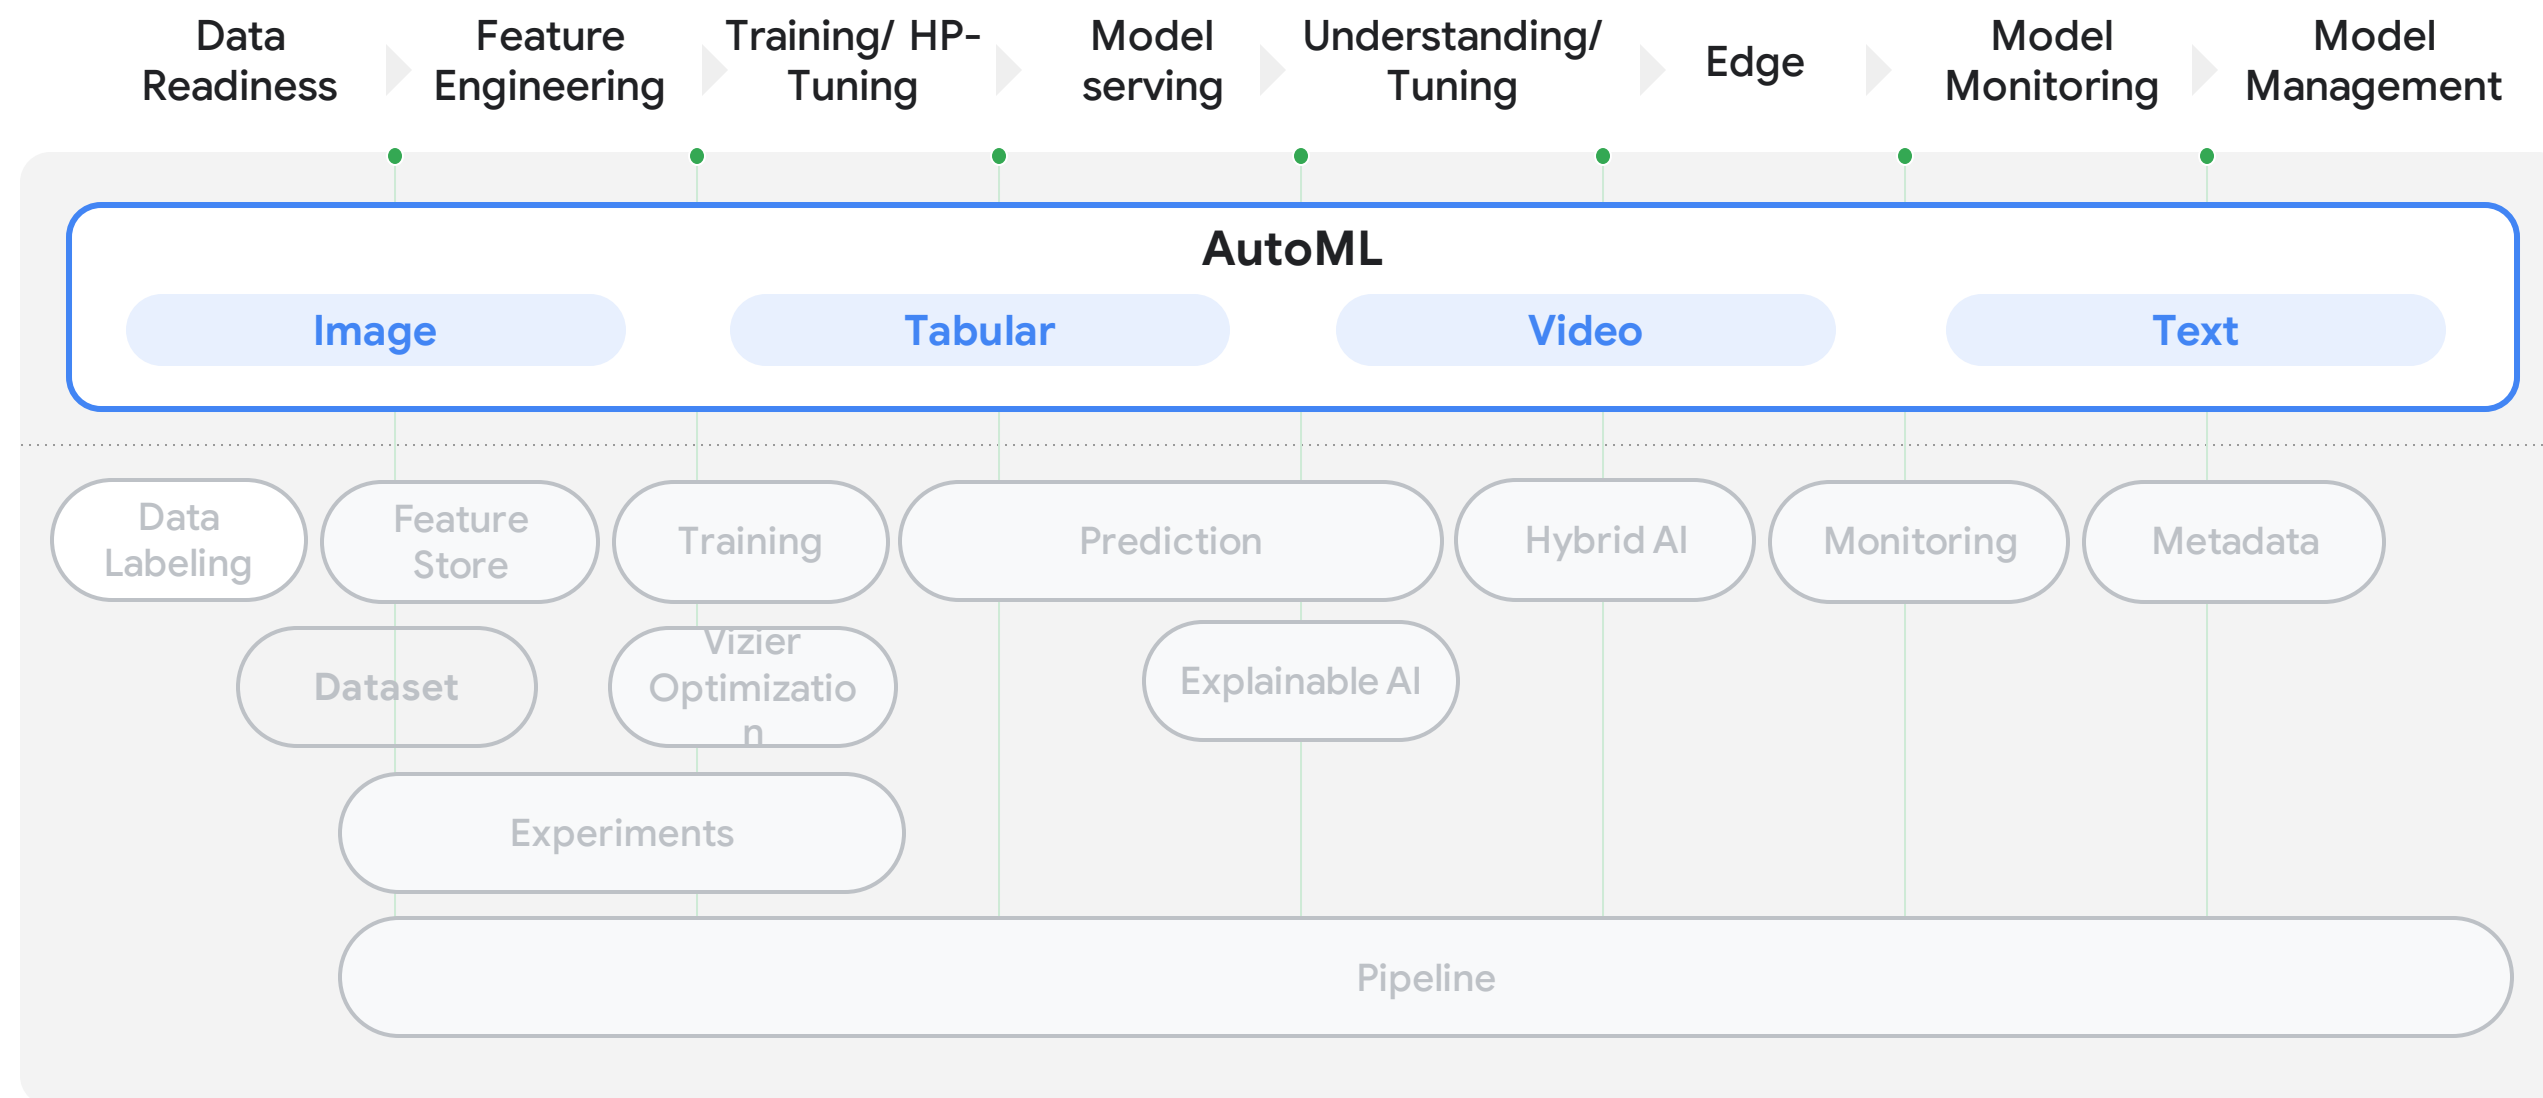 Data
Readiness
Feature
Engineering
Training/ HP-
Tuning
Model
serving
Understanding/
Tuning
Edge
Model
Monitoring
Model
Management
AutoML
Image
Tabular
Video
Text
Data
Labeling
Feature
Store
Training
Prediction
Hybrid AI
Monitoring
Metadata
Dataset
Vizier
Optimizatio
n
Explainable AI
Experiments
Pipeline